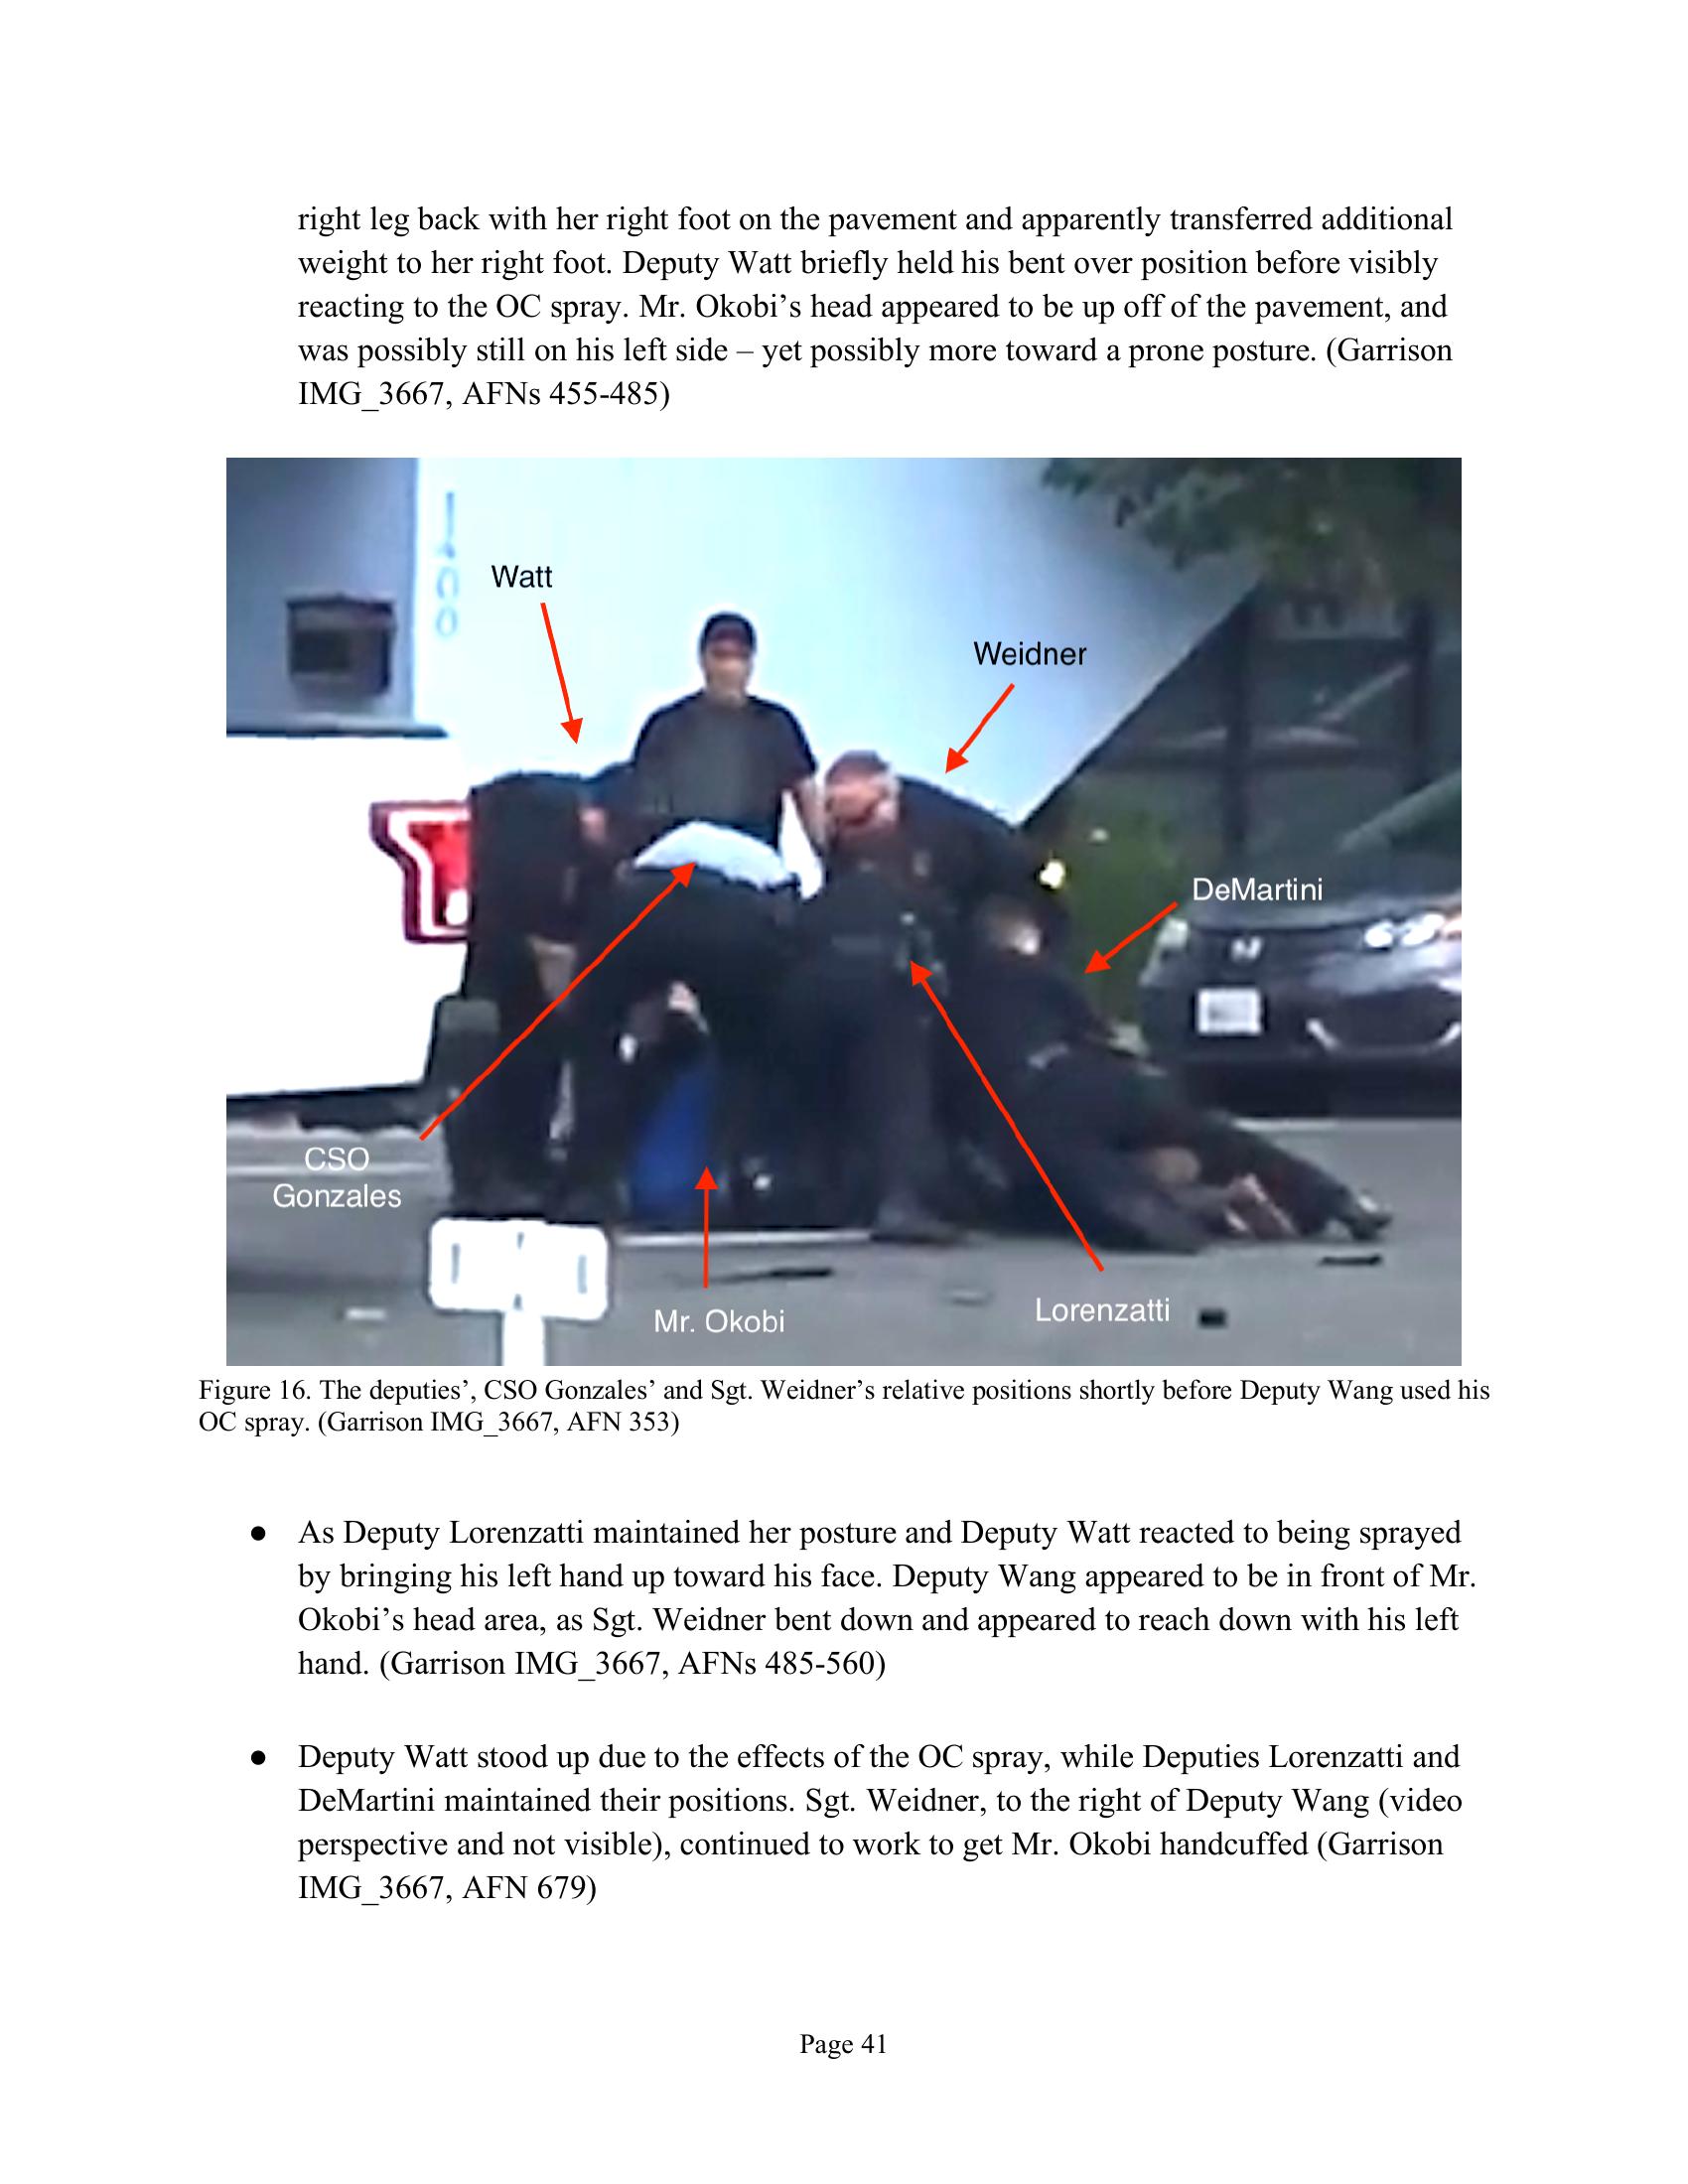 right leg back with her right foot on the pavement and apparently transferred additional
weight to her right foot. Deputy Watt briefly held his bent over position before visibly
reacting to the OC spray. Mr. Okobi’s head appeared to be up off of the pavement, and
was possibly still on his left side – yet possibly more toward a prone posture. (Garrison
IMG_3667, AFNs 455-485)
1400
Watt
Weidner
DeMartini
CSO
Gonzales
Mr. Okobi
Lorenzatti
Figure 16. The deputies’, CSO Gonzales’ and Sgt. Weidner’s relative positions shortly before Deputy Wang used his
OC spray. (Garrison IMG_3667, AFN 353)
● As Deputy Lorenzatti maintained her posture and Deputy Watt reacted to being sprayed
by bringing his left hand up toward his face. Deputy Wang appeared to be in front of Mr.
Okobi’s head area, as Sgt. Weidner bent down and appeared to reach down with his left
hand. (Garrison IMG_3667, AFNs 485-560)
● Deputy Watt stood up due to the effects of the OC spray, while Deputies Lorenzatti and
DeMartini maintained their positions. Sgt. Weidner, to the right of Deputy Wang (video
perspective and not visible), continued to work to get Mr. Okobi handcuffed (Garrison
IMG_3667, AFN 679)
Page 41